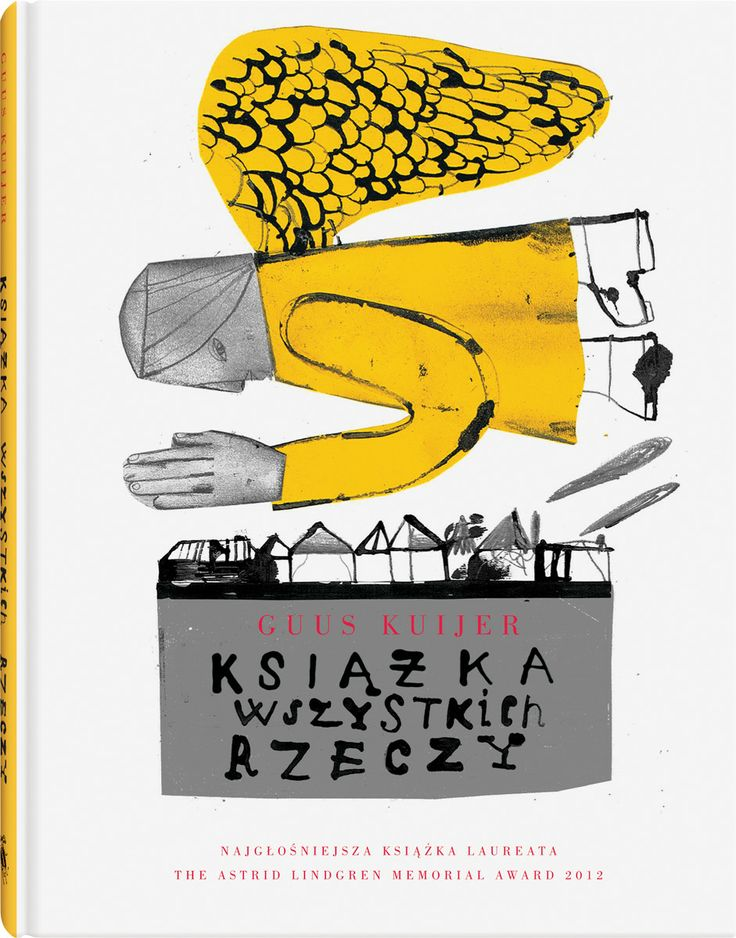 GUUS KUIJER
KSIĄŻKA WSZYSTKich RZECZY
GUUS KUIJER
KSIĄŻKA
WSZYSTKich
RZECZY
NAJGŁOŚNIEJSZA KSIĄŻKA LAUREATA
THE ASTRID LINDGREN MEMORIAL AWARD 2012